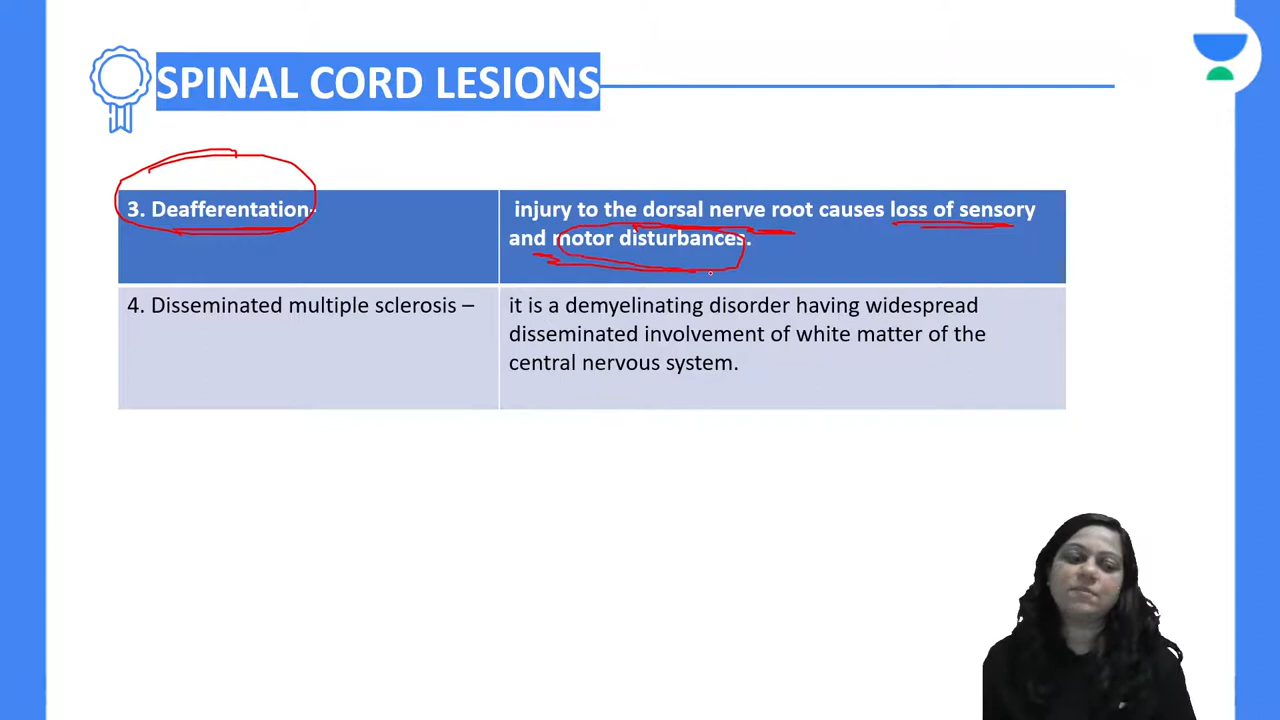 SPINAL CORD LESIONS
3. Deafferentation-
injury to the dorsal nerve root causes loss of sensory
and motor disturbances.
4. Disseminated multiple sclerosis –
it is a demyelinating disorder having widespread
disseminated involvement of white matter of the
central nervous system.